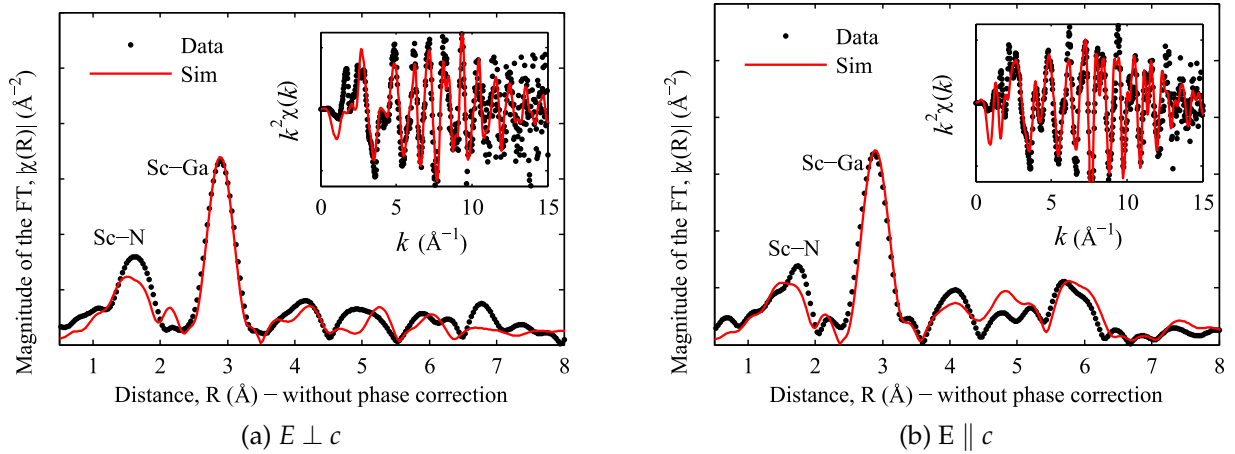 Data
Sim
k²χ(k)
0 5 10 15
k (Å⁻¹)
Sc−Ga
Sc−N
Magnitude of the FT, |χ(R)| (Å⁻²)
1 2 3 4 5 6 7 8
Distance, R (Å) − without phase correction
(a) E ⊥ c
Data
Sim
k²χ(k)
0 5 10 15
k (Å⁻¹)
Sc−Ga
Sc−N
Magnitude of the FT, |χ(R)| (Å⁻²)
1 2 3 4 5 6 7 8
Distance, R (Å) − without phase correction
(b) E ∥ c